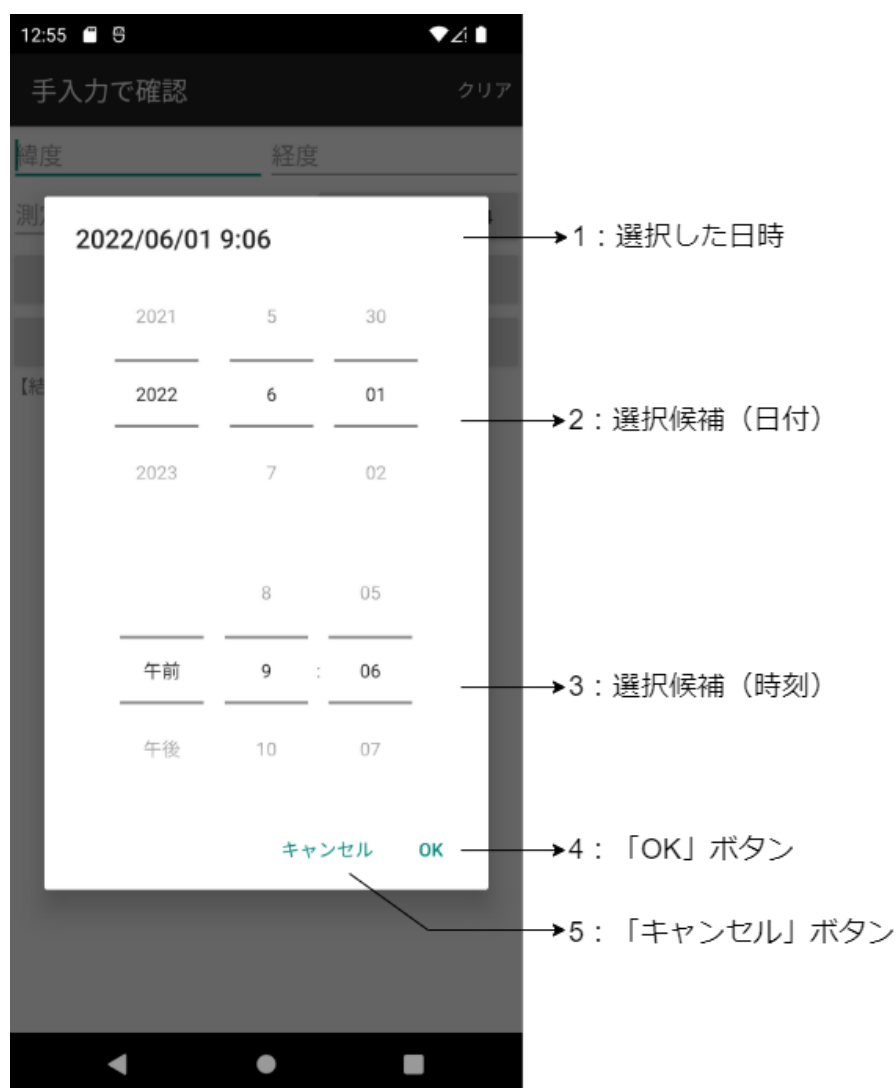 12:55
手入力で確認 クリア
緯度 経度
測
2022/06/01 9:06
1：選択した日時
2021 5 30
2022 6 01
2023 7 02
2：選択候補（日付）
【結
8 05
午前 9 : 06
午後 10 07
3：選択候補（時刻）
キャンセル OK
4：「OK」ボタン
5：「キャンセル」ボタン